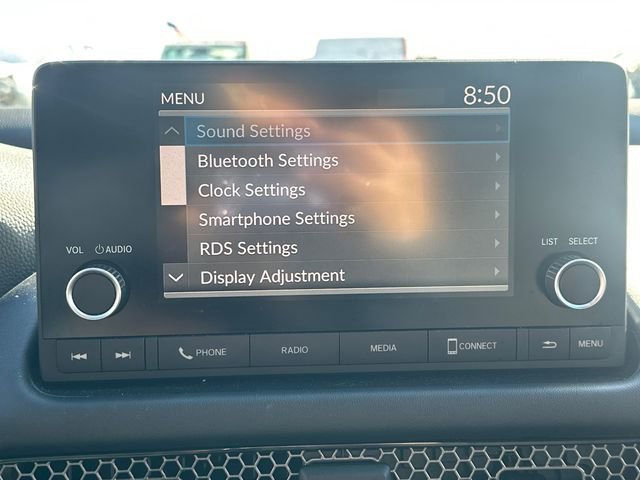 MENU 8:50
Sound Settings
Bluetooth Settings
Clock Settings
Smartphone Settings
RDS Settings
Display Adjustment
VOL AUDIO LIST SELECT
PHONE RADIO MEDIA CONNECT MENU